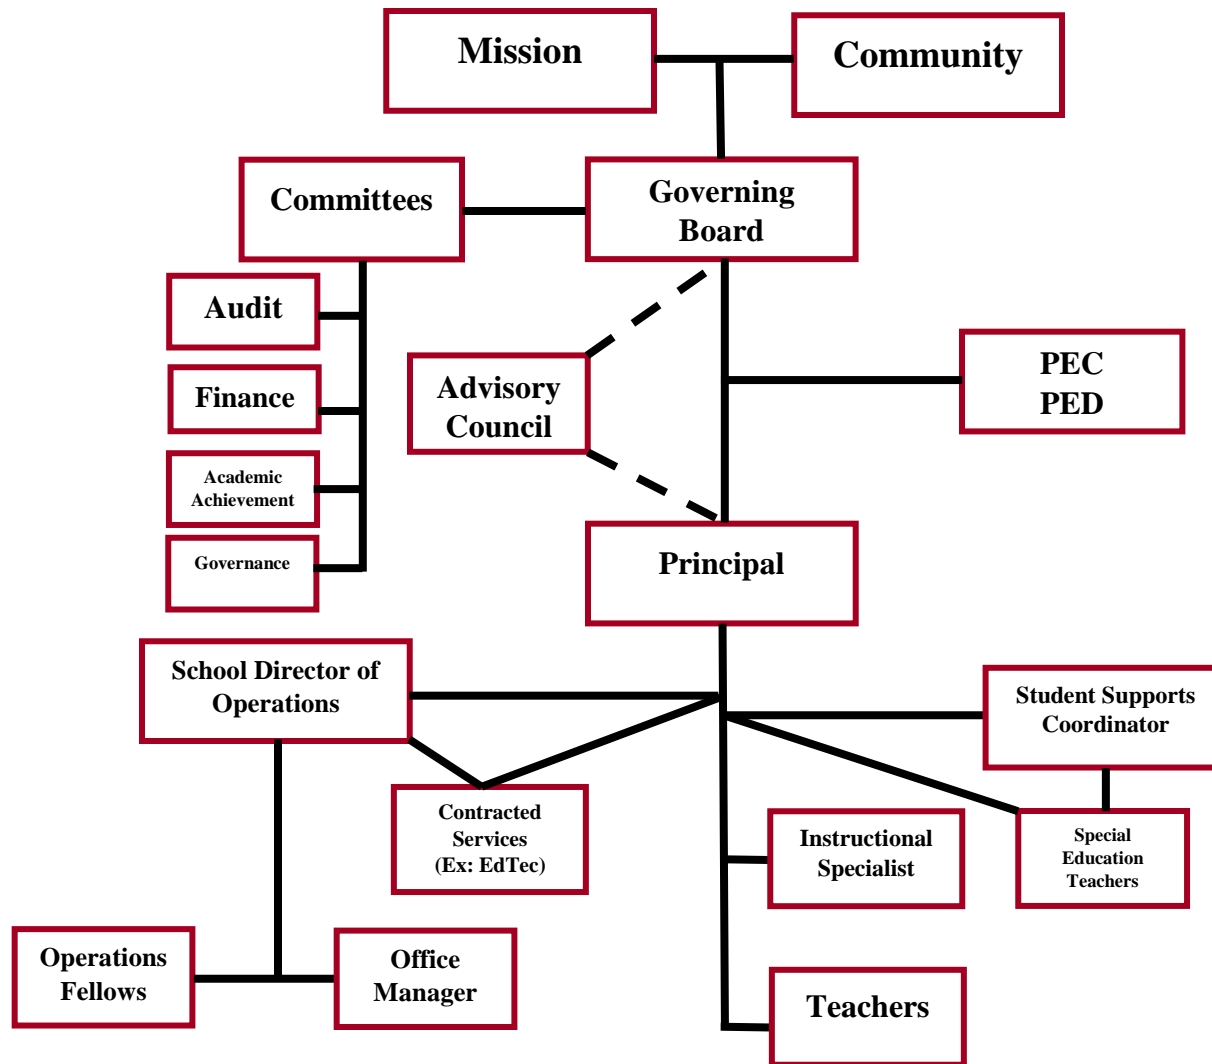 Mission
Community
Committees
Governing
Board
Audit
Finance
Academic
Achievement
Governance
Advisory
Council
PEC
PED
Principal
School Director of
Operations
Student Supports
Coordinator
Contracted
Services
(Ex: EdTec)
Instructional
Specialist
Special
Education
Teachers
Operations
Fellows
Office
Manager
Teachers